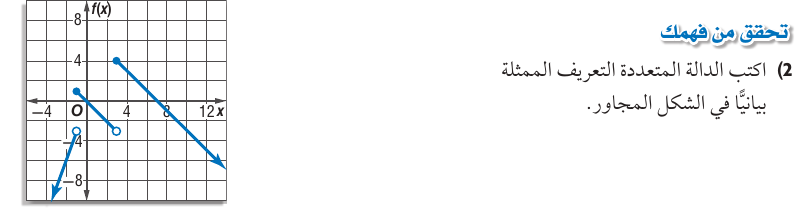 تحقق من فهمك
2) اكتب الدالة المتعددة التعريف الممثلة
بيانيًّا في الشكل المجاور.
f(x)
8
4
−4 O 4 8 12 x
−4
−8